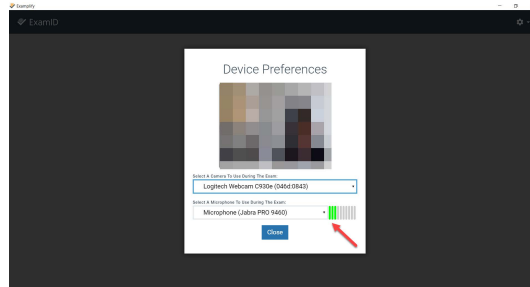 Examplify
ExamID
Device Preferences
Select A Camera To Use During The Exam
Logitech Webcam C930e (046d:0843)
Select A Microphone To Use During The Exam
Microphone (Jabra PRO 9460)
Close